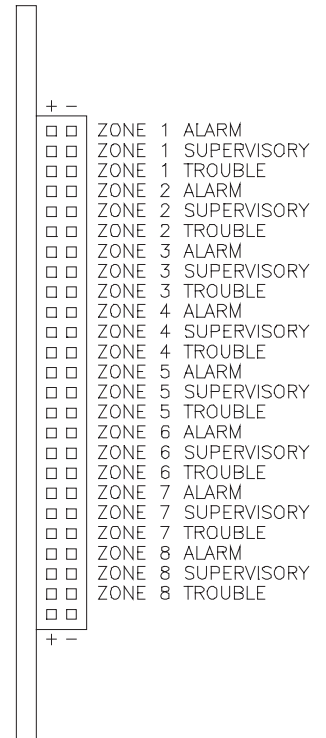 + −
ZONE 1 ALARM
ZONE 1 SUPERVISORY
ZONE 1 TROUBLE
ZONE 2 ALARM
ZONE 2 SUPERVISORY
ZONE 2 TROUBLE
ZONE 3 ALARM
ZONE 3 SUPERVISORY
ZONE 3 TROUBLE
ZONE 4 ALARM
ZONE 4 SUPERVISORY
ZONE 4 TROUBLE
ZONE 5 ALARM
ZONE 5 SUPERVISORY
ZONE 5 TROUBLE
ZONE 6 ALARM
ZONE 6 SUPERVISORY
ZONE 6 TROUBLE
ZONE 7 ALARM
ZONE 7 SUPERVISORY
ZONE 7 TROUBLE
ZONE 8 ALARM
ZONE 8 SUPERVISORY
ZONE 8 TROUBLE
+ −